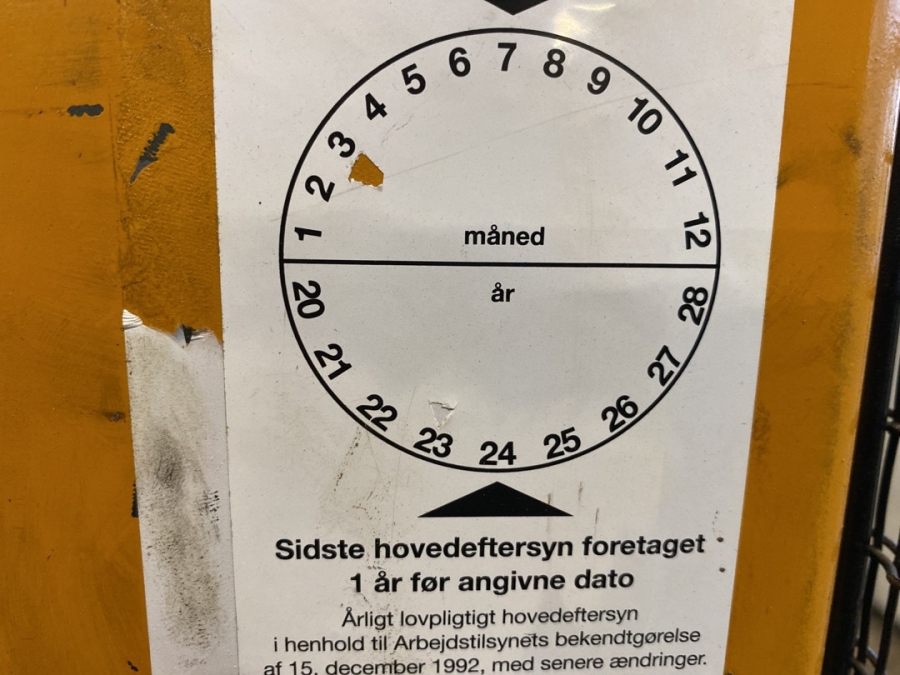 1 2 3 4 5 6 7 8 9 10 11 12
måned
år
20 21 22 23 24 25 26 27 28
Sidste hovedeftersyn foretaget
1 år før angivne dato
Årligt lovpligtigt hovedeftersyn
i henhold til Arbejdstilsynets bekendtgørelse
af 15. december 1992, med senere ændringer.